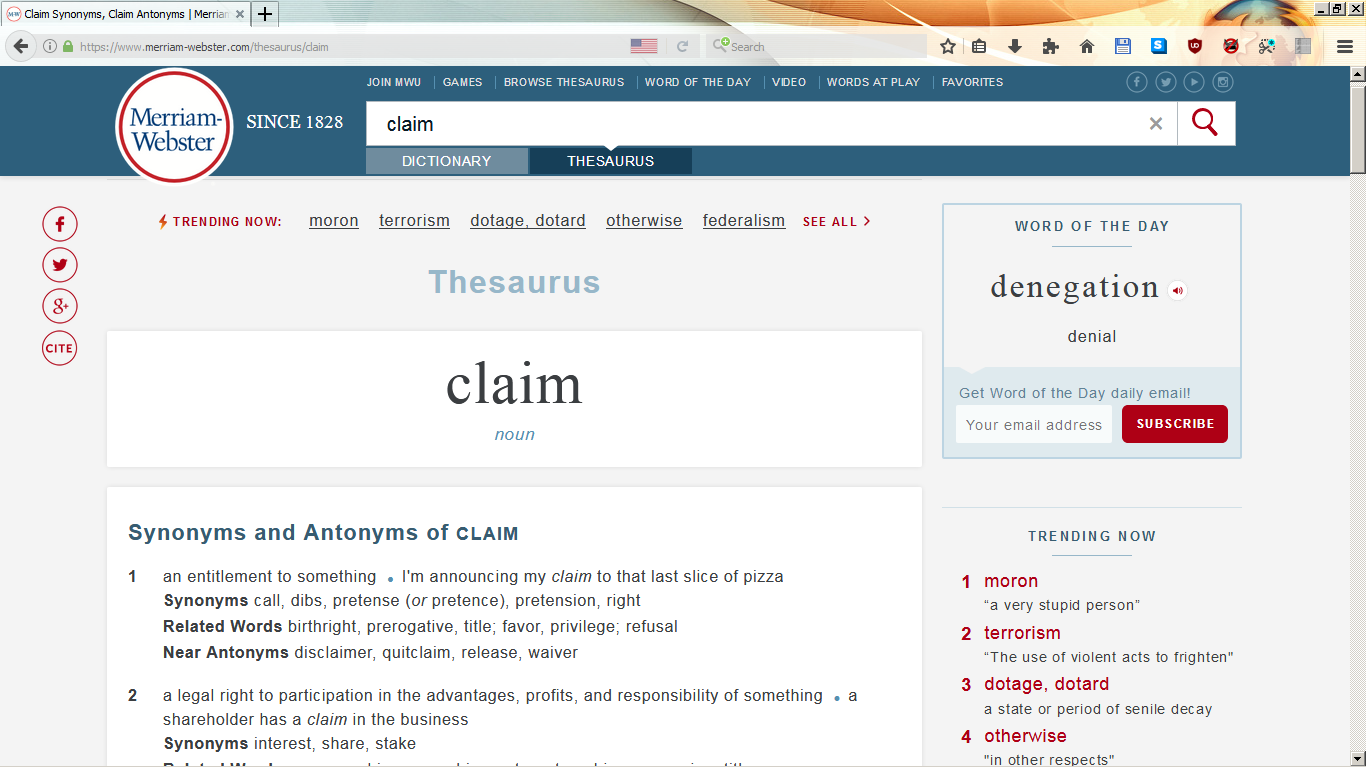 Claim Synonyms, Claim Antonyms | Merriam
https://www.merriam-webster.com/thesaurus/claim
Search
JOIN MWU
GAMES
BROWSE THESAURUS
WORD OF THE DAY
VIDEO
WORDS AT PLAY
FAVORITES
Merriam-
Webster
SINCE 1828
claim
DICTIONARY
THESAURUS
TRENDING NOW: moron terrorism dotage, dotard otherwise federalism SEE ALL >
g+
CITE
Thesaurus
claim
noun
Synonyms and Antonyms of CLAIM
1 an entitlement to something • I'm announcing my claim to that last slice of pizza
Synonyms call, dibs, pretense (or pretence), pretension, right
Related Words birthright, prerogative, title; favor, privilege; refusal
Near Antonyms disclaimer, quitclaim, release, waiver
2 a legal right to participation in the advantages, profits, and responsibility of something • a
shareholder has a claim in the business
Synonyms interest, share, stake
WORD OF THE DAY
denegation
denial
Get Word of the Day daily email!
Your email address
SUBSCRIBE
TRENDING NOW
1 moron
“a very stupid person”
2 terrorism
“The use of violent acts to frighten"
3 dotage, dotard
a state or period of senile decay
4 otherwise
"in other respects"